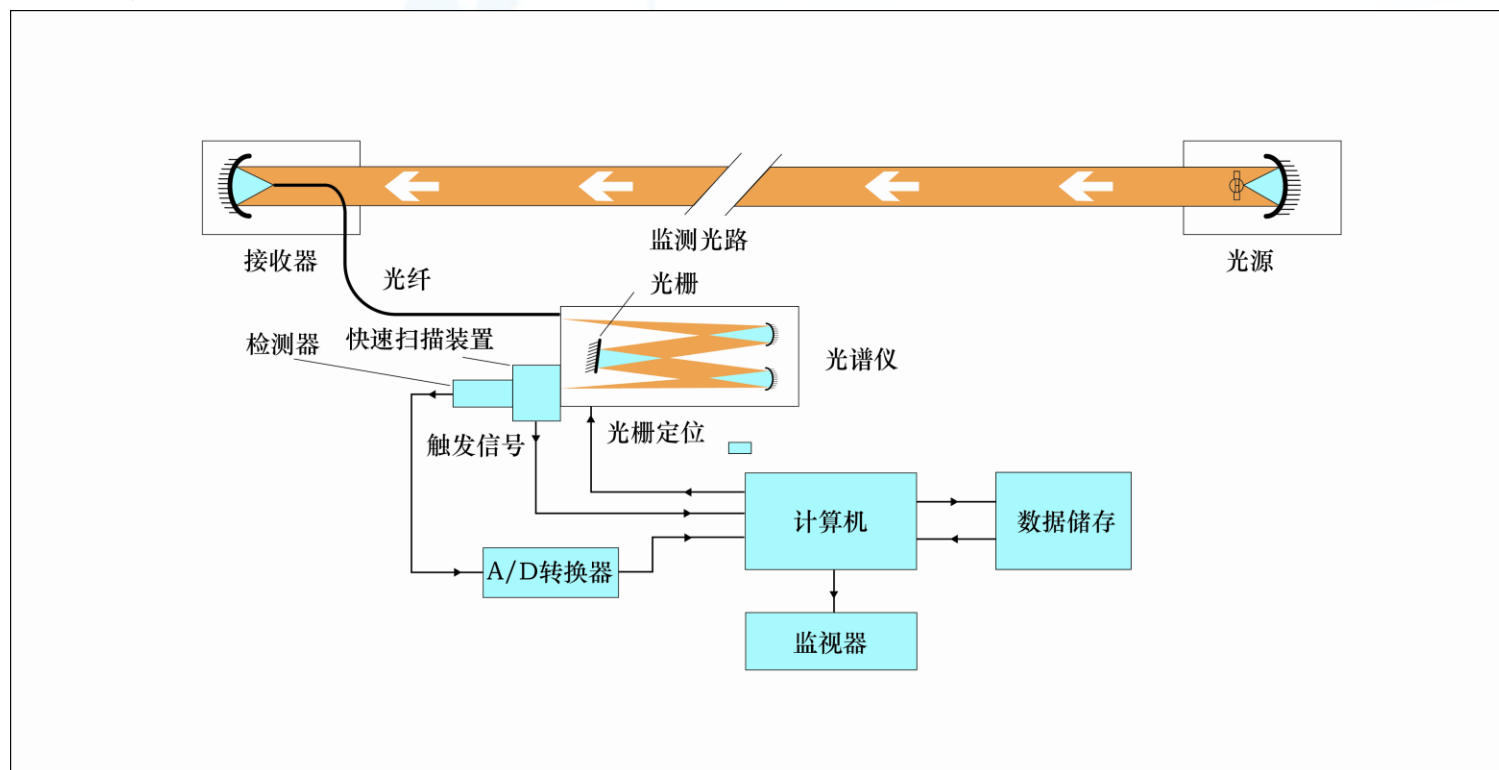 监测光路
接收器
光源
光纤
光栅
快速扫描装置
检测器
光谱仪
触发信号
光栅定位
计算机
数据储存
A/D转换器
监视器